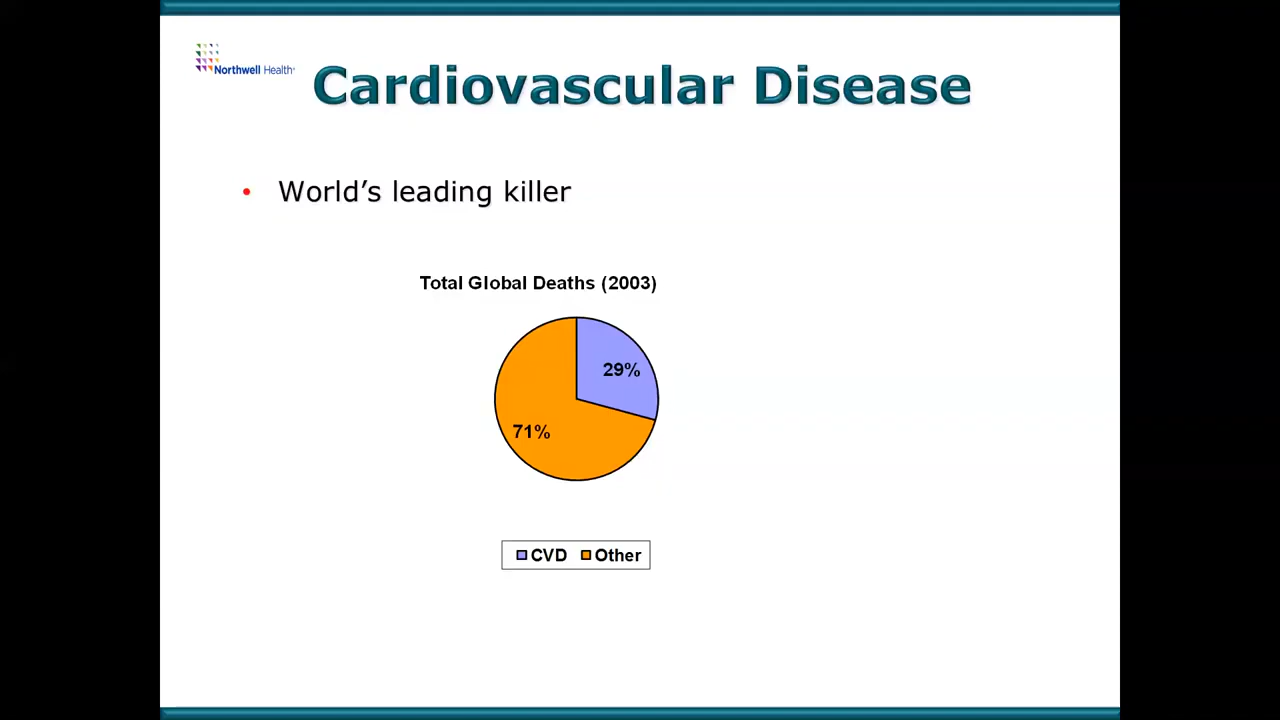 Northwell Health®
Cardiovascular Disease
• World’s leading killer
Total Global Deaths (2003)
29%
71%
CVD Other